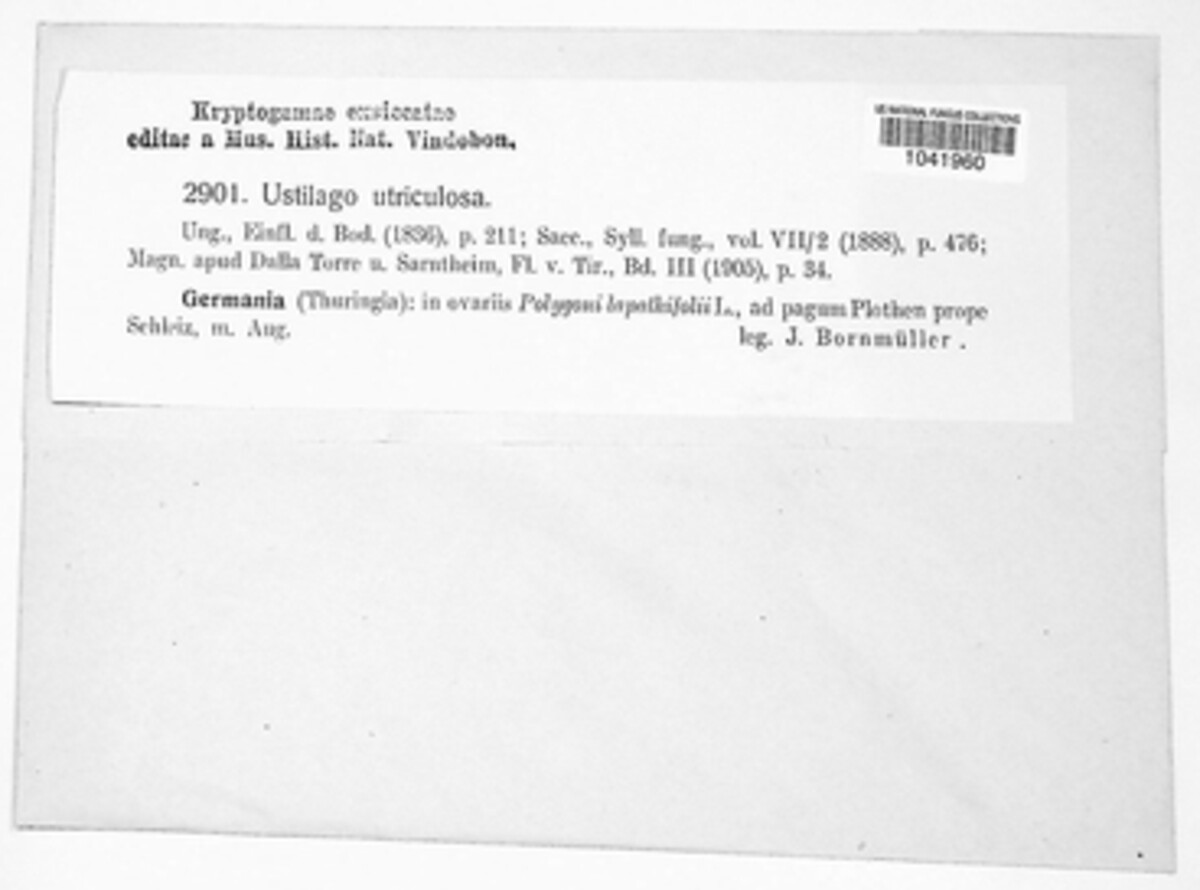 Kryptogamae exsiccatae
editae a Mus. Hist. Nat. Vindobon.
US NATIONAL FUNGUS COLLECTIONS
1041960
2901. Ustilago utriculosa.
Ung., Einfl. d. Bod. (1836), p. 211; Sacc., Syll. fung., vol. VII/2 (1888), p. 476;
Magn. apud Dalla Torre u. Sarntheim, Fl. v. Tir., Bd. III (1905), p. 34.
Germania (Thuringia): in ovariis Polygoni lapathifolii L., ad pagum Plothen prope
Schleiz, m. Aug.
leg. J. Bornmüller.